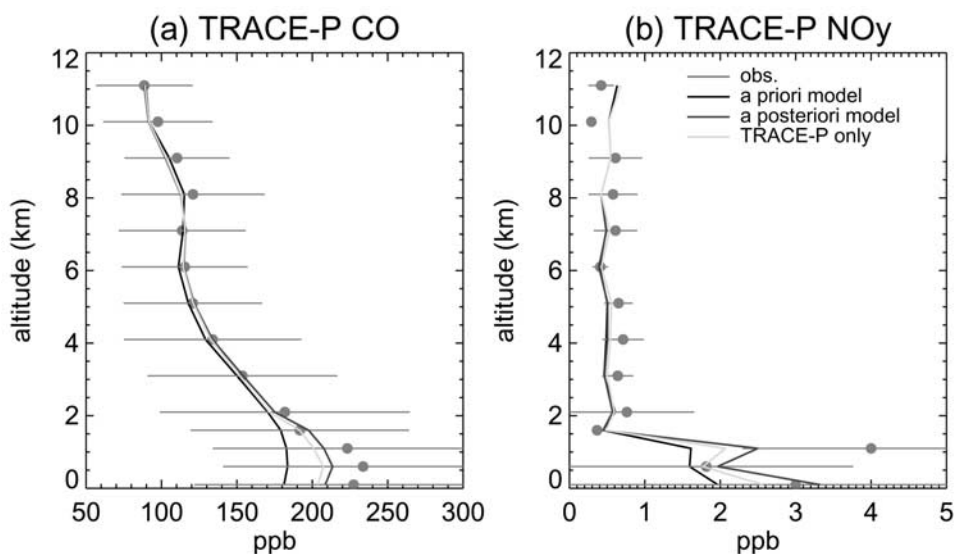 (a) TRACE-P CO
12
10
8
6
4
2
0
altitude (km)
50 100 150 200 250 300
ppb
(b) TRACE-P NOy
12
10
8
6
4
2
0
altitude (km)
obs.
a priori model
a posteriori model
TRACE-P only
0 1 2 3 4 5
ppb